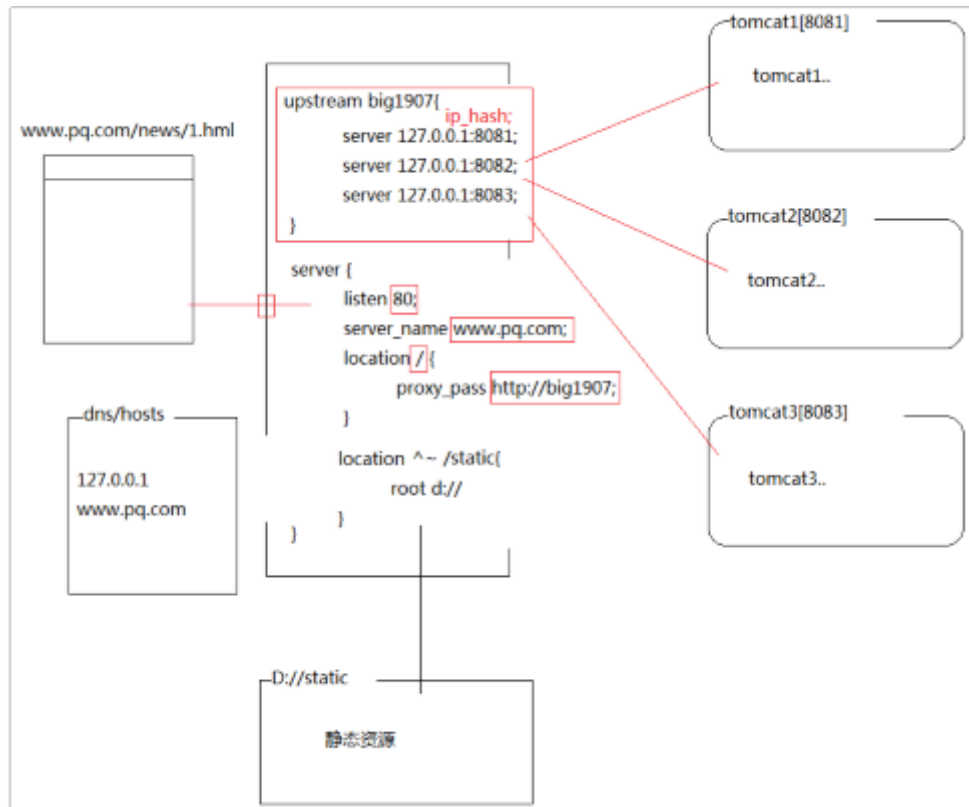 www.pq.com/news/1.hml
dns/hosts
127.0.0.1
www.pq.com
upstream big1907{
ip_hash;
server 127.0.0.1:8081;
server 127.0.0.1:8082;
server 127.0.0.1:8083;
}
server {
listen 80;
server_name www.pq.com;
location / {
proxy_pass http://big1907;
}
location ^~ /static{
root d://
}
}
D://static
静态资源
tomcat1[8081]
tomcat1..
tomcat2[8082]
tomcat2..
tomcat3[8083]
tomcat3..